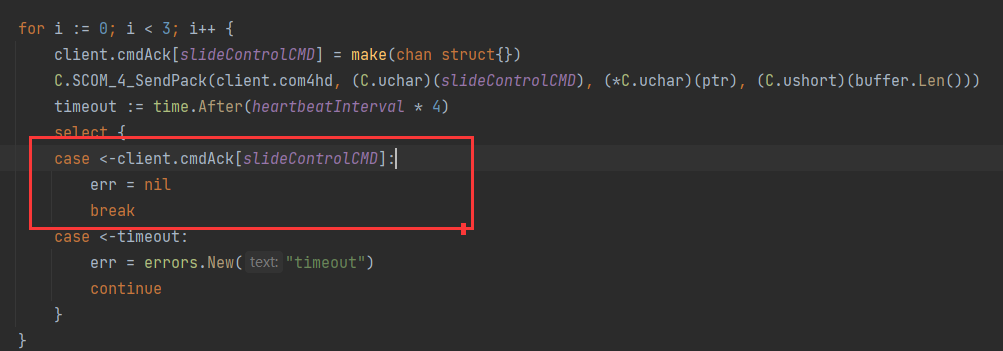 for i := 0; i < 3; i++ {
    client.cmdAck[slideControlCMD] = make(chan struct{})
    C.SCOM_4_SendPack(client.com4hd, (C.uchar)(slideControlCMD), (*C.uchar)(ptr), (C.ushort)(buffer.Len()))
    timeout := time.After(heartbeatInterval * 4)
    select {
    case <-client.cmdAck[slideControlCMD]:
        err = nil
        break
    case <-timeout:
        err = errors.New( text: "timeout")
        continue
    }
}